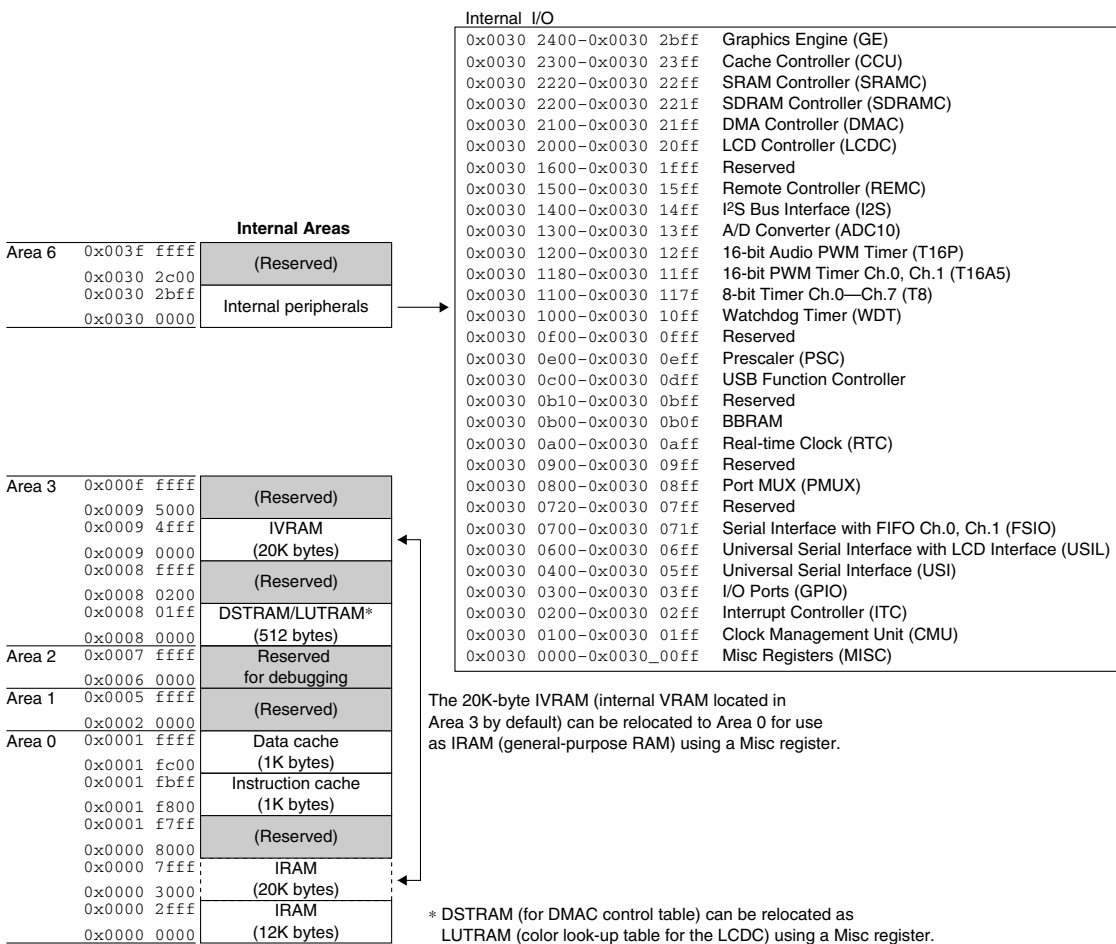 Internal I/O
0x0030 2400–0x0030 2bff Graphics Engine (GE)
0x0030 2300–0x0030 23ff Cache Controller (CCU)
0x0030 2220–0x0030 22ff SRAM Controller (SRAMC)
0x0030 2200–0x0030 221f SDRAM Controller (SDRAMC)
0x0030 2100–0x0030 21ff DMA Controller (DMAC)
0x0030 2000–0x0030 20ff LCD Controller (LCDC)
0x0030 1600–0x0030 1fff Reserved
0x0030 1500–0x0030 15ff Remote Controller (REMC)
0x0030 1400–0x0030 14ff I²S Bus Interface (I2S)
0x0030 1300–0x0030 13ff A/D Converter (ADC10)
0x0030 1200–0x0030 12ff 16-bit Audio PWM Timer (T16P)
0x0030 1180–0x0030 11ff 16-bit PWM Timer Ch.0, Ch.1 (T16A5)
0x0030 1100–0x0030 117f 8-bit Timer Ch.0—Ch.7 (T8)
0x0030 1000–0x0030 10ff Watchdog Timer (WDT)
0x0030 0f00–0x0030 0fff Reserved
0x0030 0e00–0x0030 0eff Prescaler (PSC)
0x0030 0c00–0x0030 0dff USB Function Controller
0x0030 0b10–0x0030 0bff Reserved
0x0030 0b00–0x0030 0b0f BBRAM
0x0030 0a00–0x0030 0aff Real-time Clock (RTC)
0x0030 0900–0x0030 09ff Reserved
0x0030 0800–0x0030 08ff Port MUX (PMUX)
0x0030 0720–0x0030 07ff Reserved
0x0030 0700–0x0030 071f Serial Interface with FIFO Ch.0, Ch.1 (FSIO)
0x0030 0600–0x0030 06ff Universal Serial Interface with LCD Interface (USIL)
0x0030 0400–0x0030 05ff Universal Serial Interface (USI)
0x0030 0300–0x0030 03ff I/O Ports (GPIO)
0x0030 0200–0x0030 02ff Interrupt Controller (ITC)
0x0030 0100–0x0030 01ff Clock Management Unit (CMU)
0x0030 0000–0x0030_00ff Misc Registers (MISC)
Internal Areas
Area 6 0x003f ffff
(Reserved)
0x0030 2c00
0x0030 2bff
Internal peripherals
0x0030 0000
Area 3 0x000f ffff
(Reserved)
0x0009 5000
0x0009 4fff IVRAM
0x0009 0000 (20K bytes)
0x0008 ffff
(Reserved)
0x0008 0200
0x0008 01ff DSTRAM/LUTRAM*
0x0008 0000 (512 bytes)
Area 2 0x0007 ffff Reserved
0x0006 0000 for debugging
Area 1 0x0005 ffff
(Reserved)
0x0002 0000
Area 0 0x0001 ffff Data cache
0x0001 fc00 (1K bytes)
0x0001 fbff Instruction cache
0x0001 f800 (1K bytes)
0x0001 f7ff
(Reserved)
0x0000 8000
0x0000 7fff IRAM
0x0000 3000 (20K bytes)
0x0000 2fff IRAM
0x0000 0000 (12K bytes)
The 20K-byte IVRAM (internal VRAM located in
Area 3 by default) can be relocated to Area 0 for use
as IRAM (general-purpose RAM) using a Misc register.
* DSTRAM (for DMAC control table) can be relocated as
LUTRAM (color look-up table for the LCDC) using a Misc register.